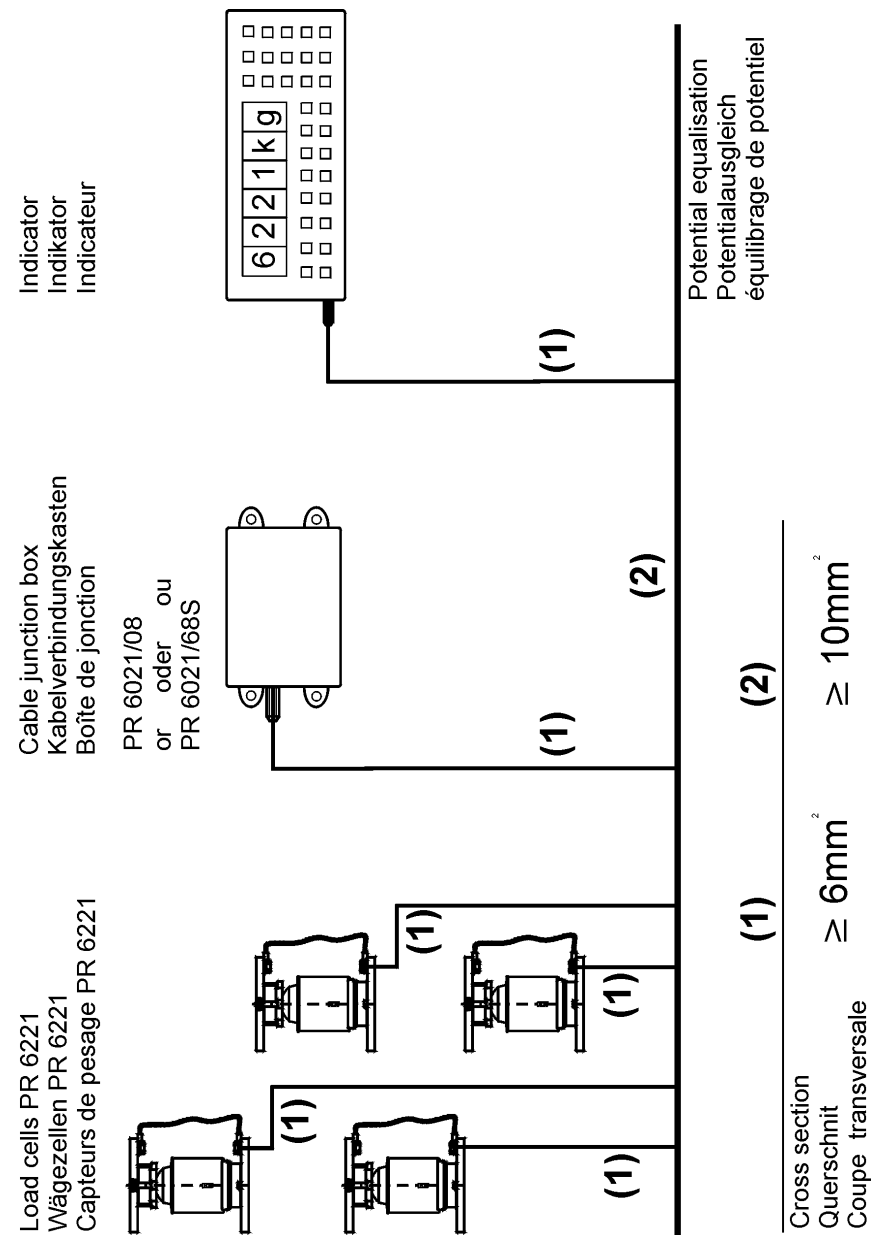 Load cells PR 6221
Wägezellen PR 6221
Capteurs de pesage PR 6221
Cable junction box
Kabelverbindungskasten
Boîte de jonction
PR 6021/08
or oder ou
PR 6021/68S
Indicator
Indikator
Indicateur
6221kg
(1)
(1)
(1)
(1)
(1)
(1)
(2)
Potential equalisation
Potentialausgleich
équilibrage de potentiel
(1) (2)
Cross section
Querschnit
Coupe transversale
≥ 6mm² ≥ 10mm²